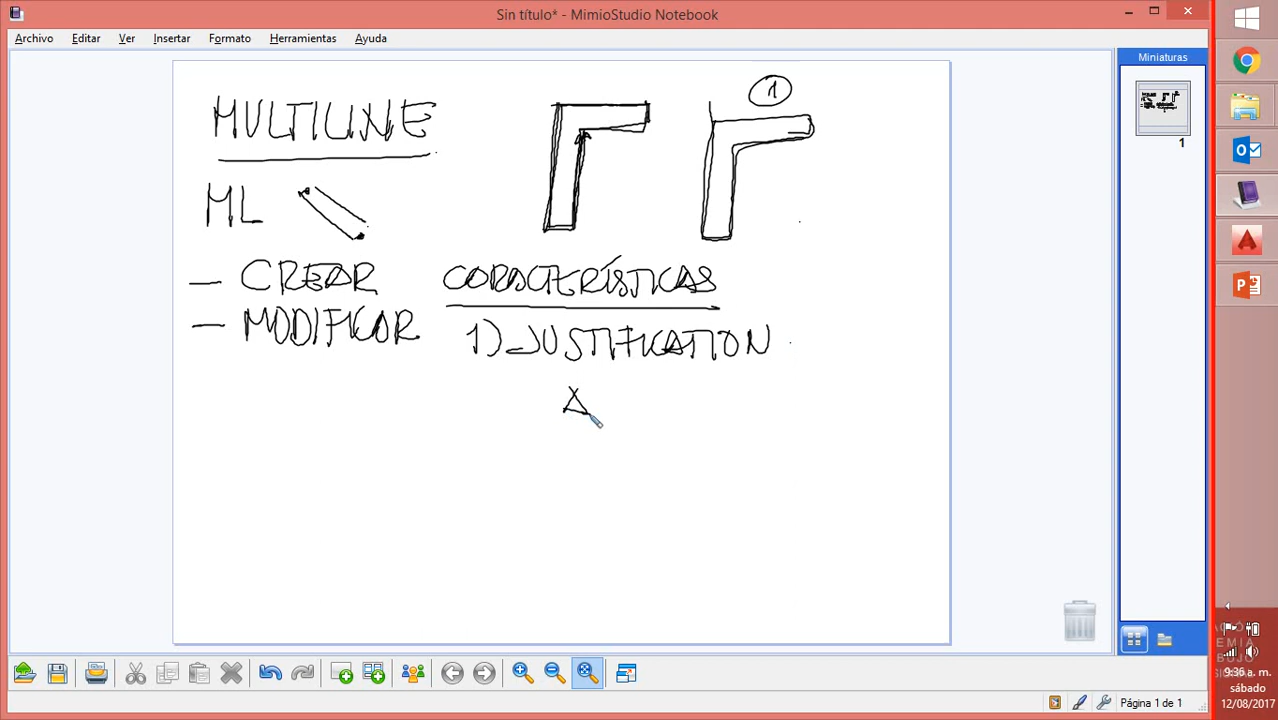 Sin título* - MimioStudio Notebook
Archivo Editar Ver Insertar Formato Herramientas Ayuda
Miniaturas
1
MULTILINE
1
ML
- CREAR
CARACTERÍSTICAS
- MODIFICAR
1) JUSTIFICATION
A
9:36 a. m.
sábado
12/08/2017
Página 1 de 1